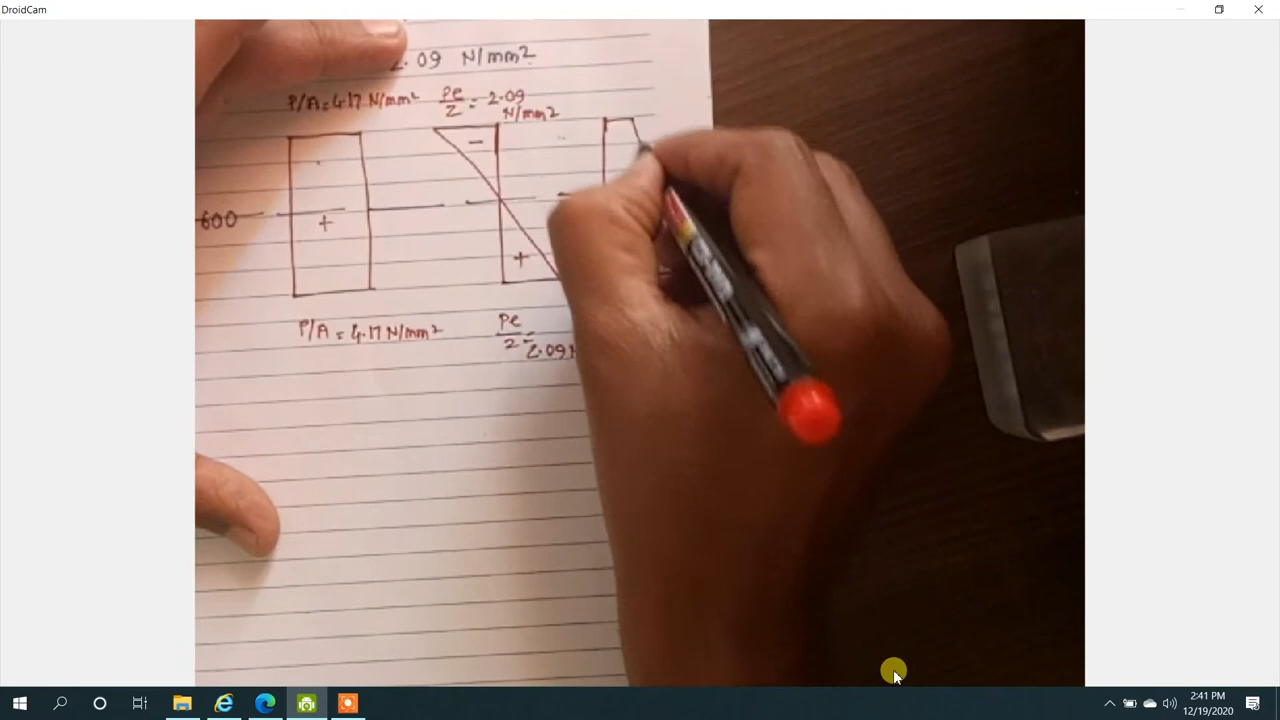 DroidCam
2.09 N/mm2
P/A = 4.17 N/mm2 Pe/Z = 2.09 N/mm2
-
600
+
+
P/A = 4.17 N/mm2 Pe/Z = 2.09 N
2:41 PM
12/19/2020